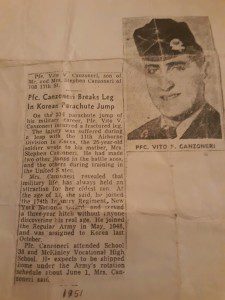 Pfc. Vito V. Canzoneri, son of
Mr. and Mrs. Stephen Canzoneri of
Pfc. Canzoneri Breaks Leg
In Korean Parachute Jump
On the parachute jump of
his military career, Pfc. Vito V.
Canzoneri suffered a fractured leg.
The injury was suffered during
a leap with the 11th Airborne
Division in Korea, the 26-year-old
soldier wrote to his mother, Mrs.
Stephen Canzoneri. He had made
two other jumps in the battle zone,
and the others during training in
the United States.
Mrs. Canzoneri revealed that
military life has always held an
attraction for her oldest son. At
the age of 14, she said, he joined
the 174th Infantry Regiment, New
York National Guard and served
a three-year hitch without anyone
discovering his real age. He joined
the Regular Army in May, 1948,
and was assigned to Korea last
October.
Pfc. Canzoneri attended School
38 and McKinley Vocational High
School. He expects to be shipped
home under the Army's rotation
schedule about June 1, Mrs. Can-
zoneri said.
PFC. VITO V. CANZONERI
1951